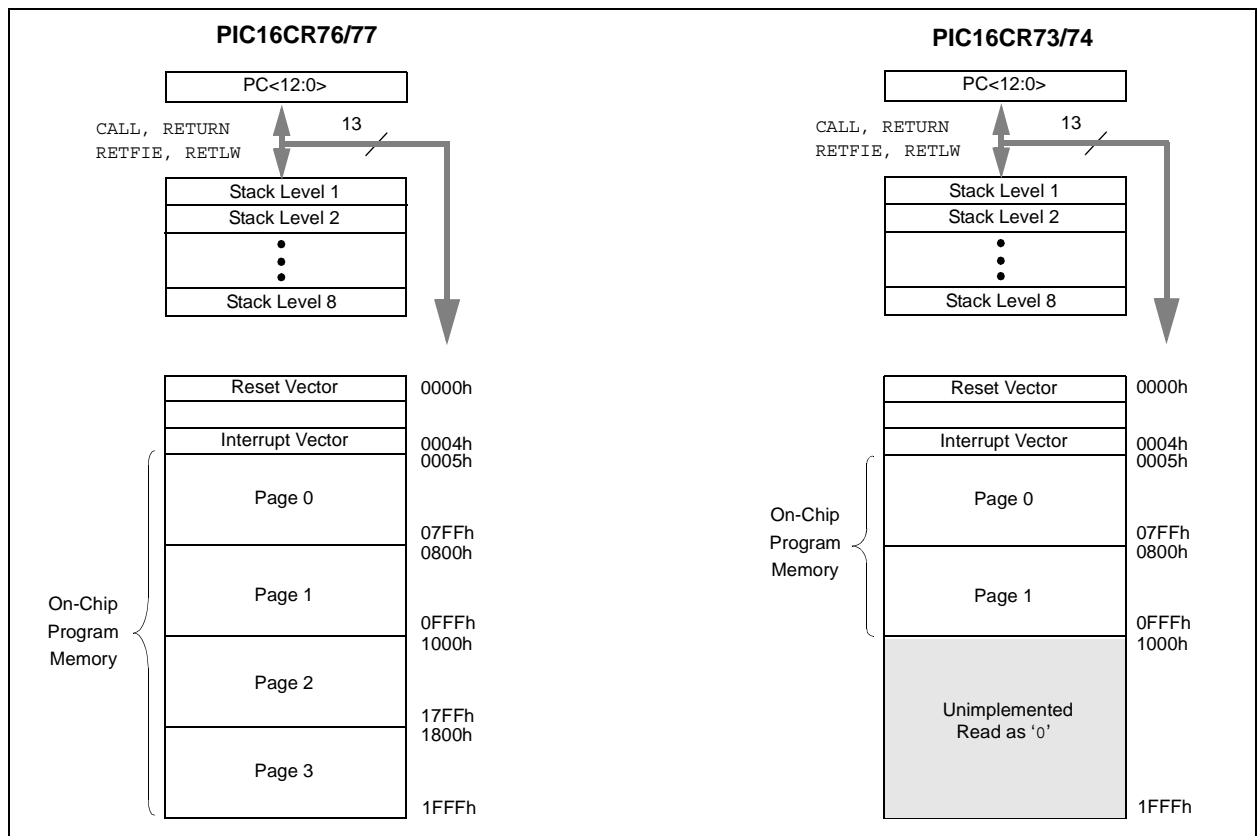 PIC16CR76/77
PC<12:0>
CALL, RETURN
RETFIE, RETLW
13
Stack Level 1
Stack Level 2
Stack Level 8
Reset Vector
0000h
Interrupt Vector
0004h
0005h
Page 0
07FFh
0800h
Page 1
0FFFh
1000h
On-Chip
Program
Memory
Page 2
17FFh
1800h
Page 3
1FFFh
PIC16CR73/74
PC<12:0>
CALL, RETURN
RETFIE, RETLW
13
Stack Level 1
Stack Level 2
Stack Level 8
Reset Vector
0000h
Interrupt Vector
0004h
0005h
Page 0
On-Chip
Program
Memory
07FFh
0800h
Page 1
0FFFh
1000h
Unimplemented
Read as ‘0’
1FFFh